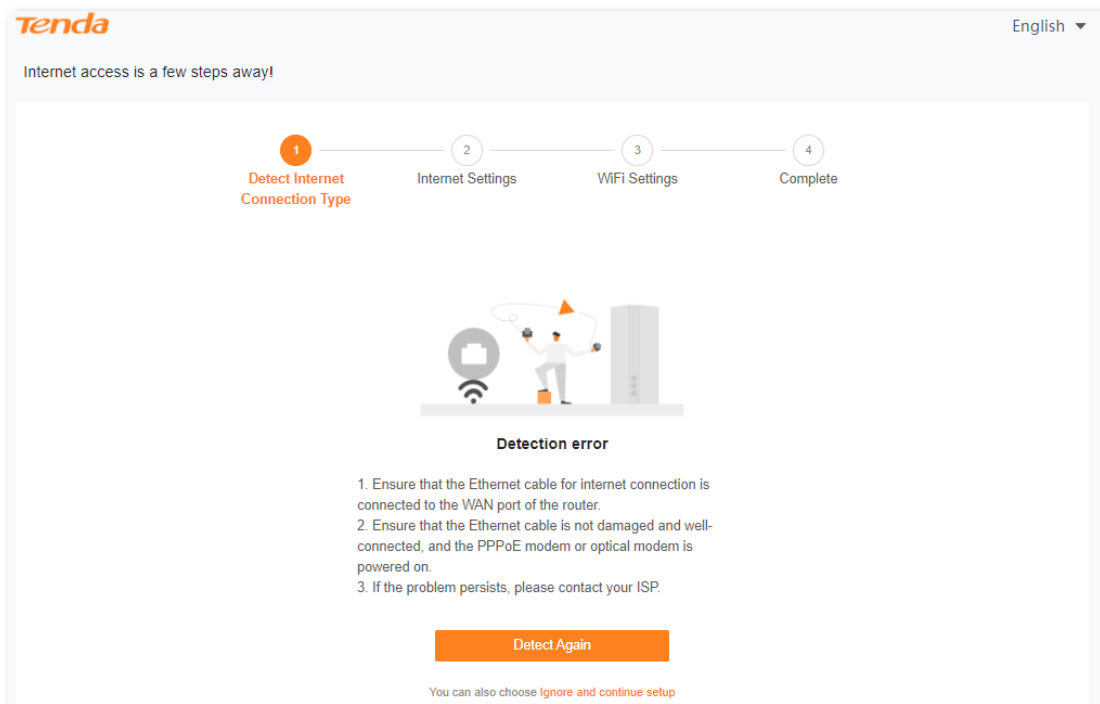 Tenda
English
Internet access is a few steps away!
1
2
3
4
Detect Internet
Connection Type
Internet Settings
WiFi Settings
Complete
Detection error
1. Ensure that the Ethernet cable for internet connection is
connected to the WAN port of the router.
2. Ensure that the Ethernet cable is not damaged and well-
connected, and the PPPoE modem or optical modem is
powered on.
3. If the problem persists, please contact your ISP.
Detect Again
You can also choose Ignore and continue setup